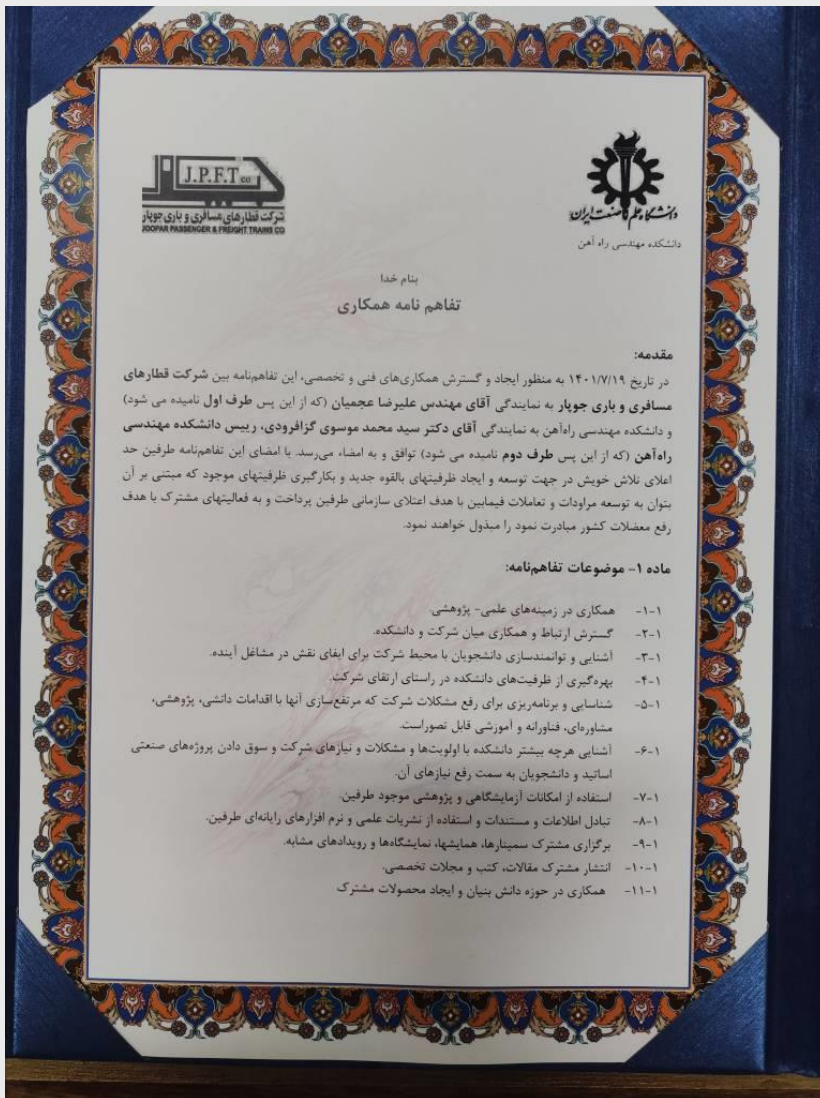 J.P.F.T co
شرکت قطارهای مسافری و باری جوپار
JOOPAR PASSENGER & FREIGHT TRAINS CO
دانشگاه علم و صنعت ایران
دانشکده مهندسی راه آهن
بنام خدا
تفاهم نامه همکاری
مقدمه:
در تاریخ ۱۴۰۱/۷/۱۹ به منظور ایجاد و گسترش همکاری‌های فنی و تخصصی، این تفاهم‌نامه بین شرکت قطارهای
مسافری و باری جوپار به نمایندگی آقای مهندس علیرضا عجمیان (که از این پس طرف اول نامیده می شود)
و دانشکده مهندسی راه‌آهن به نمایندگی آقای دکتر سید محمد موسوی گزافرودی، رییس دانشکده مهندسی
راه‌آهن (که از این پس طرف دوم نامیده می شود) توافق و به امضاء می‌رسد. با امضای این تفاهم‌نامه طرفین حد
اعلای تلاش خویش در جهت توسعه و ایجاد ظرفیتهای بالقوه جدید و بکارگیری ظرفیتهای موجود که مبتنی بر آن
بتوان به توسعه مراودات و تعاملات فیمابین با هدف اعتلای سازمانی طرفین پرداخت و به فعالیتهای مشترک با هدف
رفع معضلات کشور مبادرت نمود را مبذول خواهند نمود.
ماده ۱- موضوعات تفاهم‌نامه:
۱-۱- همکاری در زمینه‌های علمی- پژوهشی.
۱-۲- گسترش ارتباط و همکاری میان شرکت و دانشکده.
۱-۳- آشنایی و توانمندسازی دانشجویان با محیط شرکت برای ایفای نقش در مشاغل آینده.
۱-۴- بهره‌گیری از ظرفیت‌های دانشکده در راستای ارتقای شرکت.
۱-۵- شناسایی و برنامه‌ریزی برای رفع مشکلات شرکت که مرتفع‌سازی آنها با اقدامات دانشی، پژوهشی،
مشاوره‌ای، فناورانه و آموزشی قابل تصوراست.
۱-۶- آشنایی هرچه بیشتر دانشکده با اولویت‌ها و مشکلات و نیازهای شرکت و سوق دادن پروژه‌های صنعتی
اساتید و دانشجویان به سمت رفع نیازهای آن.
۱-۷- استفاده از امکانات آزمایشگاهی و پژوهشی موجود طرفین.
۱-۸- تبادل اطلاعات و مستندات و استفاده از نشریات علمی و نرم افزارهای رایانه‌ای طرفین.
۱-۹- برگزاری مشترک سمینارها، همایشها، نمایشگاه‌ها و رویدادهای مشابه.
۱-۱۰- انتشار مشترک مقالات، کتب و مجلات تخصصی.
۱-۱۱- همکاری در حوزه دانش بنیان و ایجاد محصولات مشترک